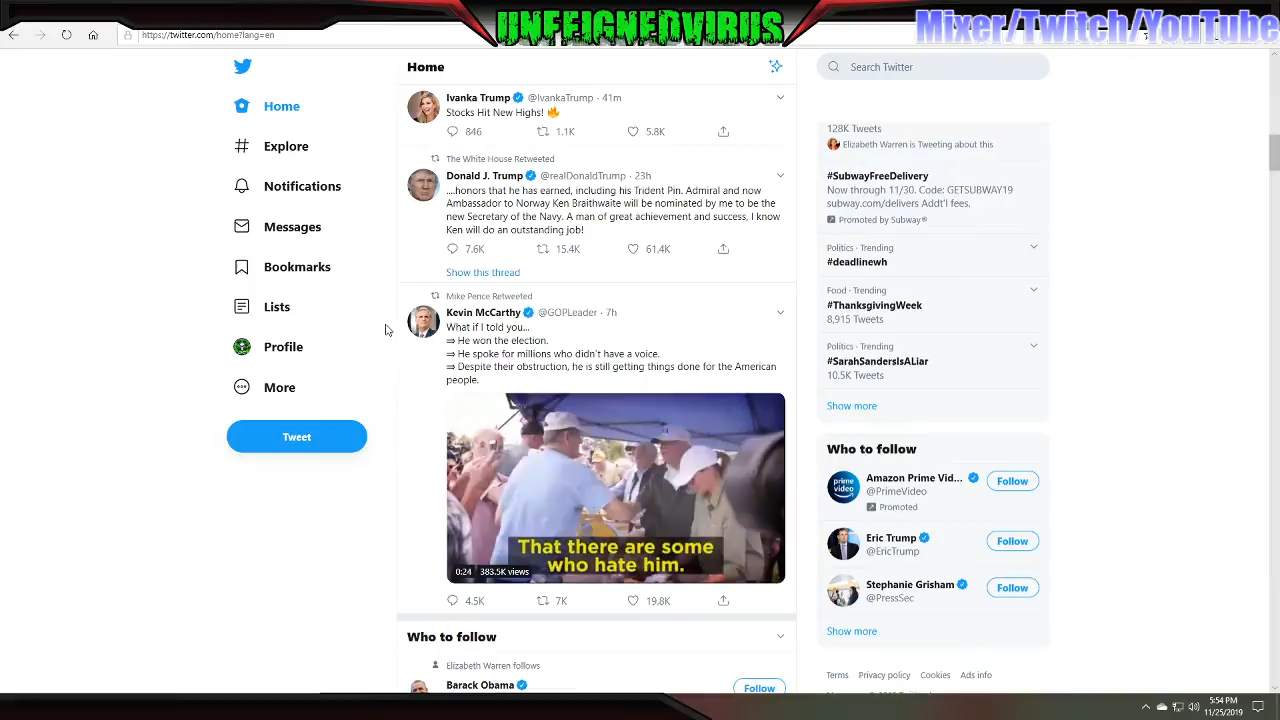 UNFEIGNEDVIRUS
Mixer/Twitch/YouTube
https://twitter.com/home?lang=en
Home
Explore
Notifications
Messages
Bookmarks
Lists
Profile
More
Tweet
Home
Ivanka Trump @IvankaTrump · 41m
Stocks Hit New Highs! 🔥
846 1.1K 5.8K
The White House Retweeted
Donald J. Trump @realDonaldTrump · 23h
....honors that he has earned, including his Trident Pin. Admiral and now
Ambassador to Norway Ken Braithwaite will be nominated by me to be
the new Secretary of the Navy. A man of great achievement and success, I know
Ken will do an outstanding job!
7.6K 15.4K 61.4K
Show this thread
Mike Pence Retweeted
Kevin McCarthy @GOPLeader · 7h
What if I told you...
⇒ He won the election.
⇒ He spoke for millions who didn't have a voice.
⇒ Despite their obstruction, he is still getting things done for the American
people.
That there are some
who hate him.
0:24 383.5K views
4.5K 7K 19.8K
Who to follow
Elizabeth Warren follows
Barack Obama
Follow
Search Twitter
128K Tweets
Elizabeth Warren is Tweeting about this
#SubwayFreeDelivery
Now through 11/30. Code: GETSUBWAY19
subway.com/delivers Addt'l fees.
Promoted by Subway®
Politics · Trending
#deadlinewh
Food · Trending
#ThanksgivingWeek
8,915 Tweets
Politics · Trending
#SarahSandersIsALiar
10.5K Tweets
Show more
Who to follow
prime video
Amazon Prime Vid...
@PrimeVideo
Promoted
Follow
Eric Trump
@EricTrump
Follow
Stephanie Grisham
@PressSec
Follow
Show more
Terms Privacy policy Cookies Ads info
5:54 PM
11/25/2019